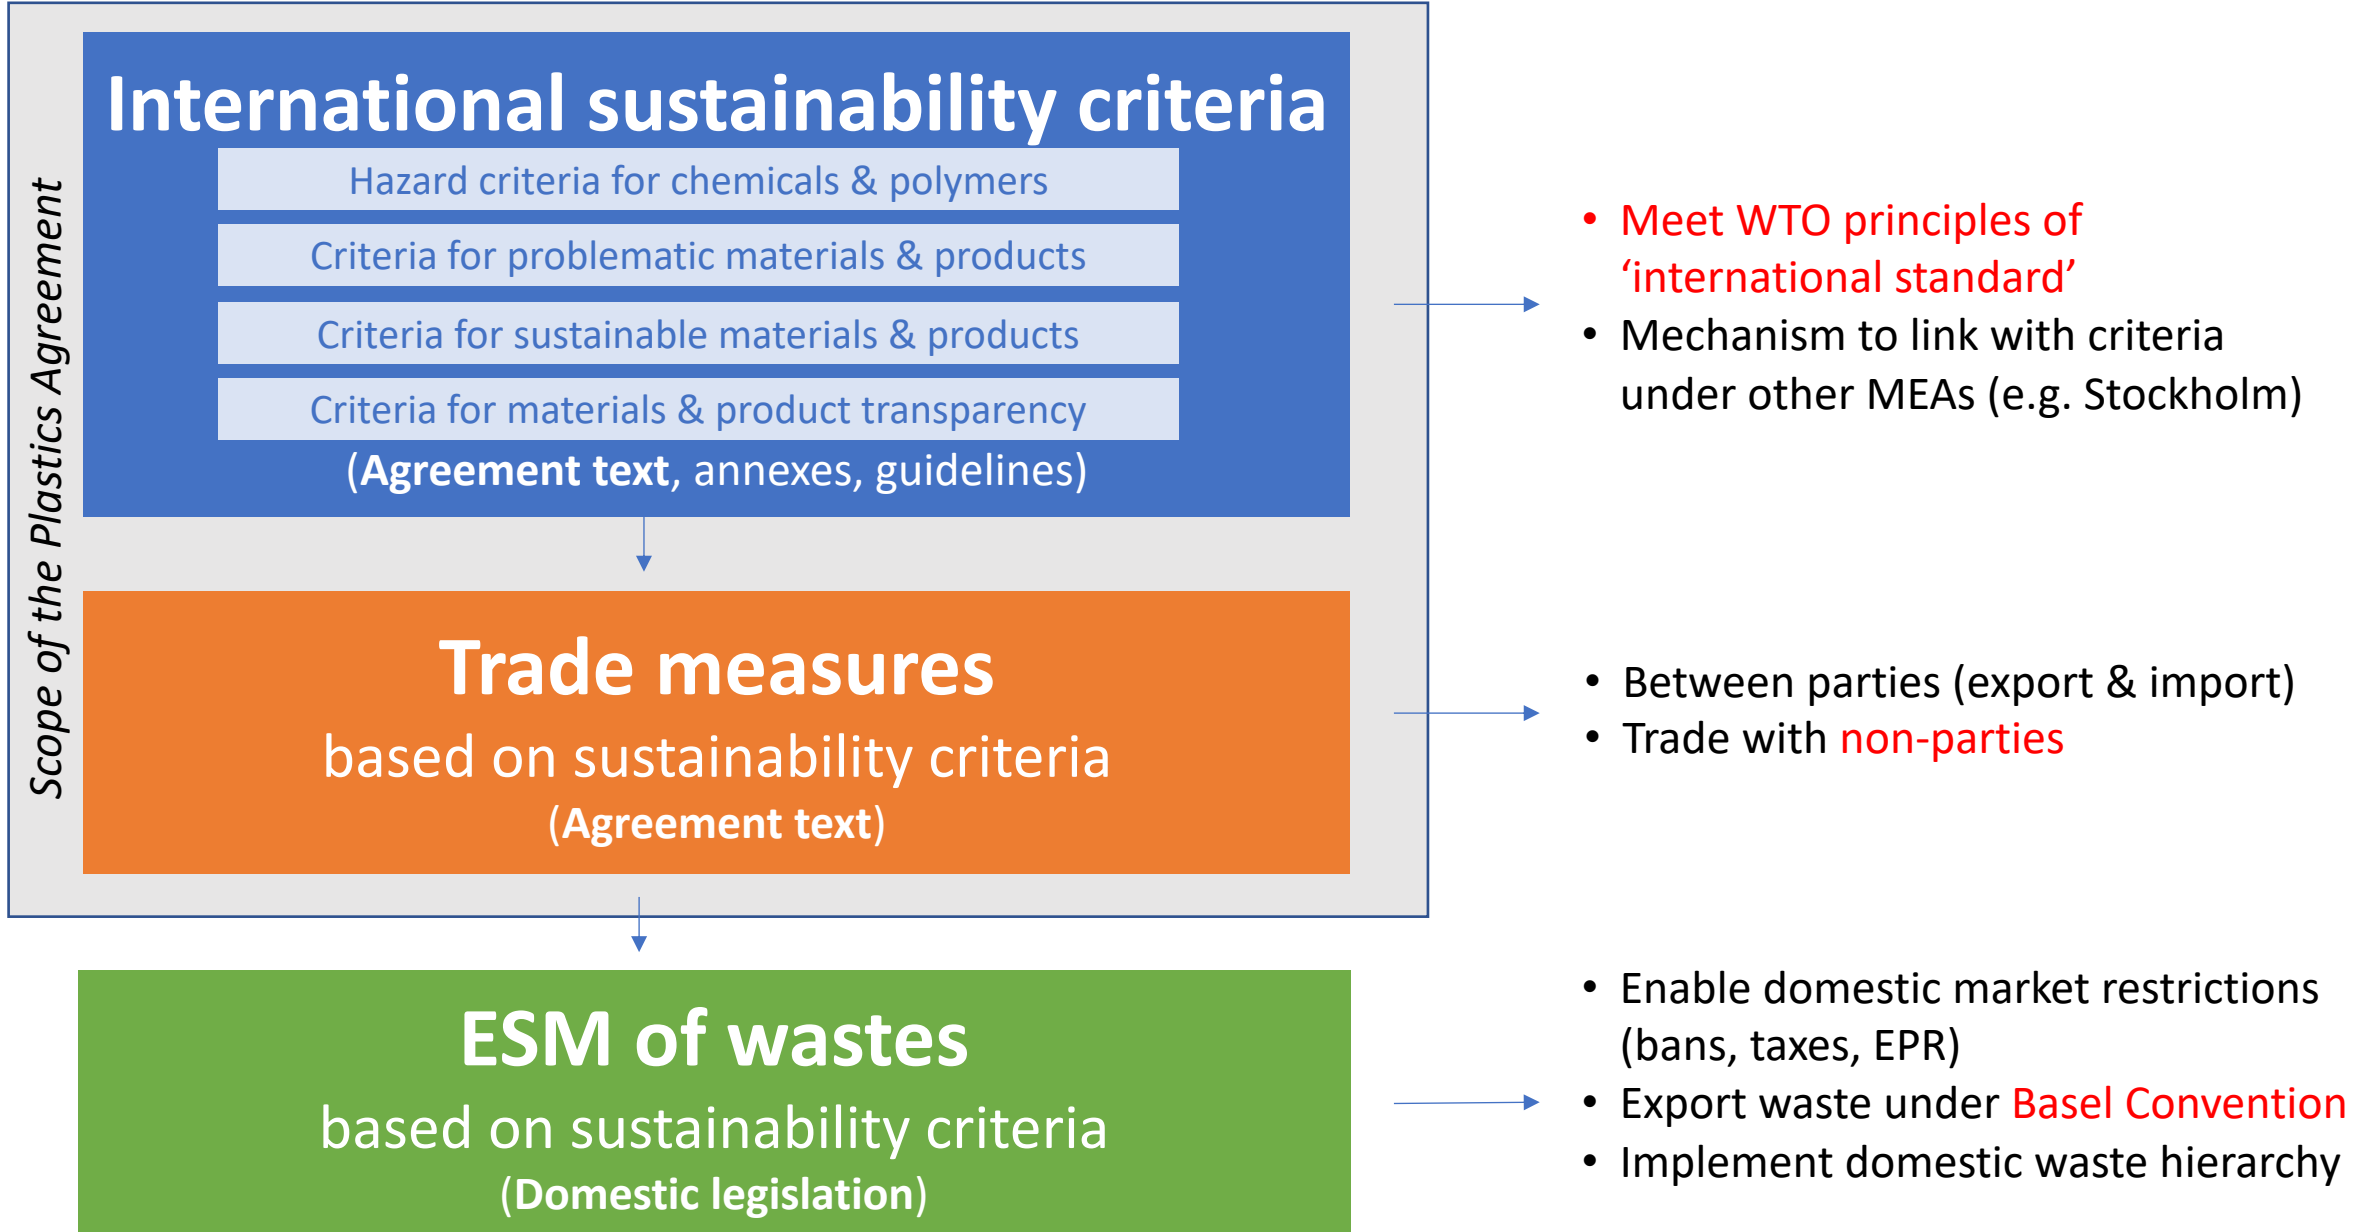 Scope of the Plastics Agreement
International sustainability criteria
Hazard criteria for chemicals & polymers
Criteria for problematic materials & products
Criteria for sustainable materials & products
Criteria for materials & product transparency
(Agreement text, annexes, guidelines)
• Meet WTO principles of
‘international standard’
• Mechanism to link with criteria
under other MEAs (e.g. Stockholm)
Trade measures
based on sustainability criteria
(Agreement text)
• Between parties (export & import)
• Trade with non-parties
ESM of wastes
based on sustainability criteria
(Domestic legislation)
• Enable domestic market restrictions
(bans, taxes, EPR)
• Export waste under Basel Convention
• Implement domestic waste hierarchy